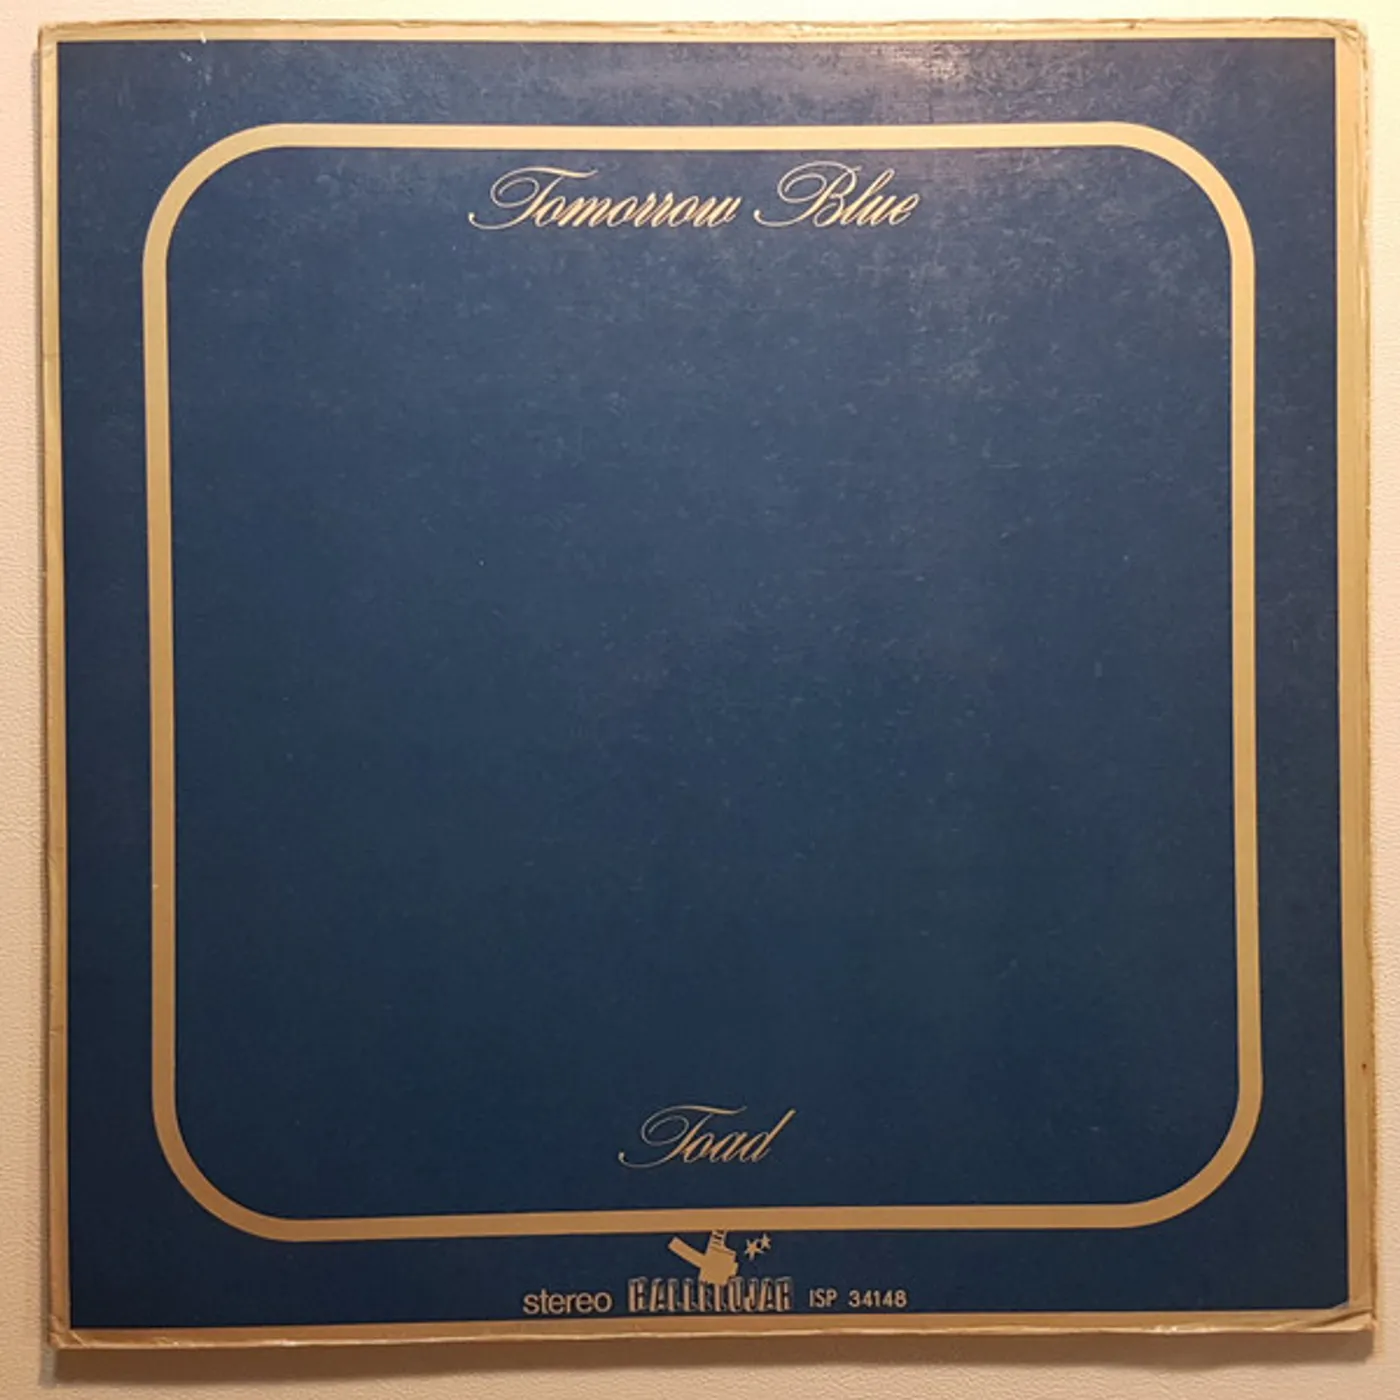 Tomorrow Blue
Toad
stereo HALLELUJAH ISP 34148